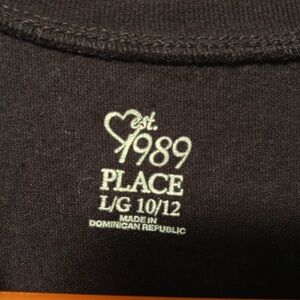 est.
1989
PLACE
L/G 10/12
MADE IN
DOMINICAN REPUBLIC